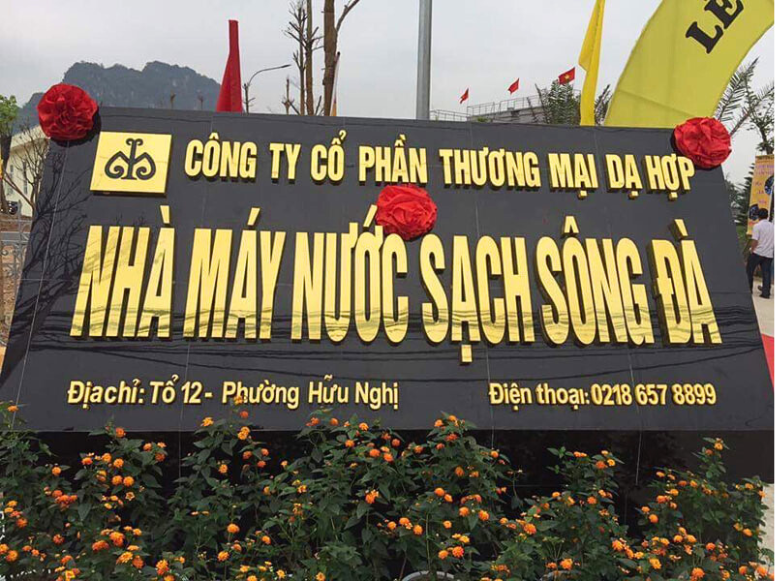 LE
CÔNG TY CỔ PHẦN THƯƠNG MẠI DẠ HỢP
NHÀ MÁY NƯỚC SẠCH SÔNG ĐÀ
Địa chỉ: Tổ 12 - Phường Hữu Nghị
Điện thoại: 0218 657 8899